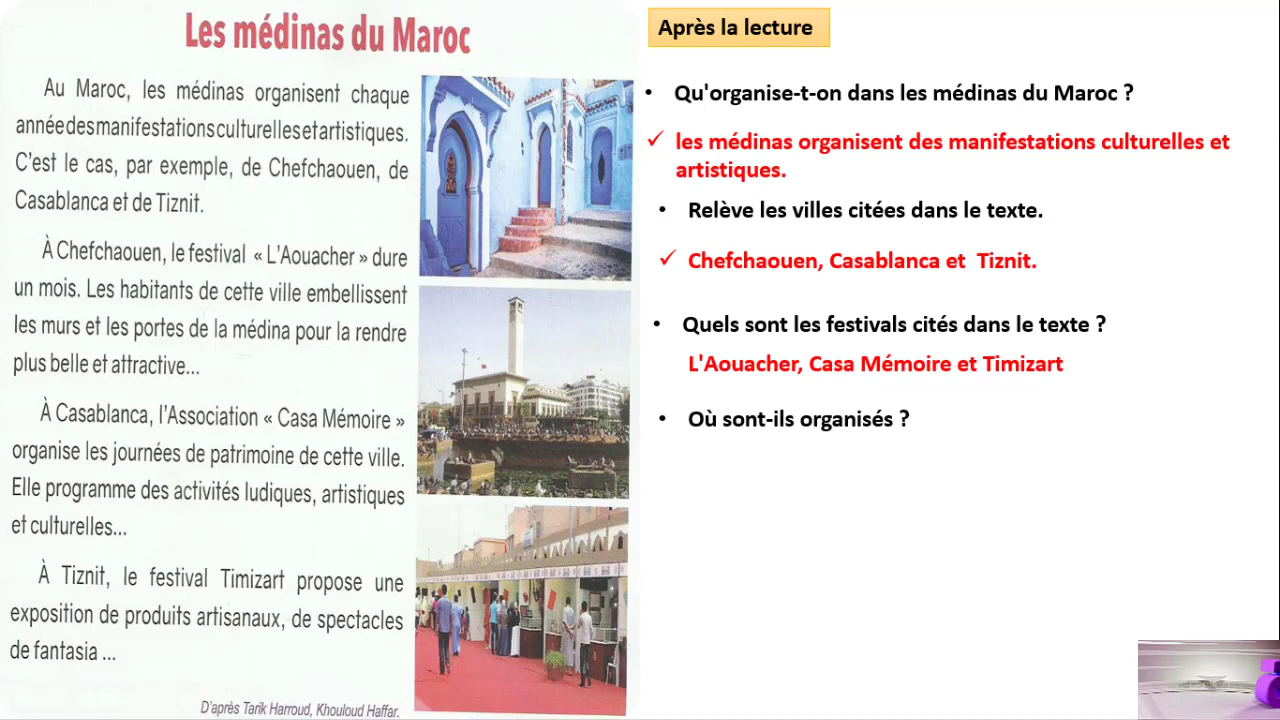 Les médinas du Maroc
Au Maroc, les médinas organisent chaque
année des manifestations culturelles et artistiques.
C'est le cas, par exemple, de Chefchaouen, de
Casablanca et de Tiznit.
À Chefchaouen, le festival « L'Aouacher » dure
un mois. Les habitants de cette ville embellissent
les murs et les portes de la médina pour la rendre
plus belle et attractive...
À Casablanca, l'Association « Casa Mémoire »
organise les journées de patrimoine de cette ville.
Elle programme des activités ludiques, artistiques
et culturelles...
À Tiznit, le festival Timizart propose une
exposition de produits artisanaux, de spectacles
de fantasia ...
D'après Tarik Harroud, Khouloud Haffar.
Après la lecture
• Qu'organise-t-on dans les médinas du Maroc ?
✓ les médinas organisent des manifestations culturelles et
artistiques.
• Relève les villes citées dans le texte.
✓ Chefchaouen, Casablanca et Tiznit.
• Quels sont les festivals cités dans le texte ?
L'Aouacher, Casa Mémoire et Timizart
• Où sont-ils organisés ?